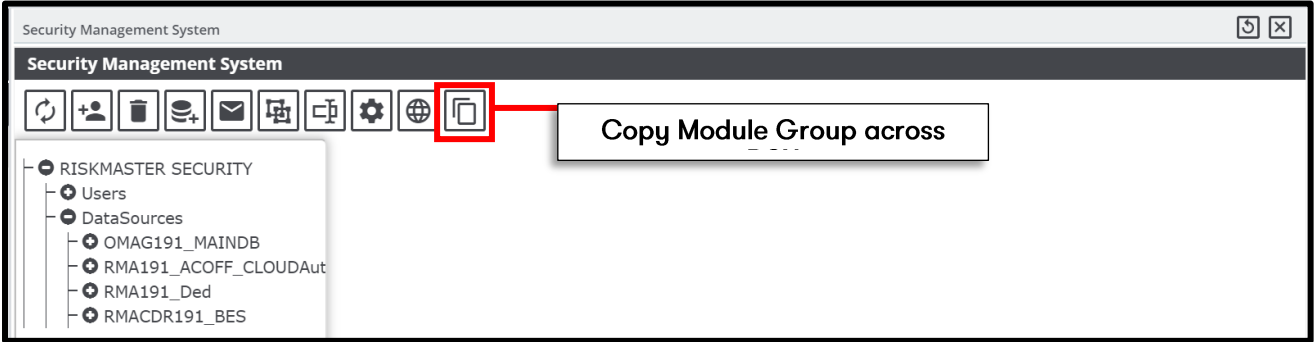 Security Management System
Security Management System
Copy Module Group across
RISKMASTER SECURITY
Users
DataSources
OMAG191_MAINDB
RMA191_ACOFF_CLOUDAut
RMA191_Ded
RMACDR191_BES